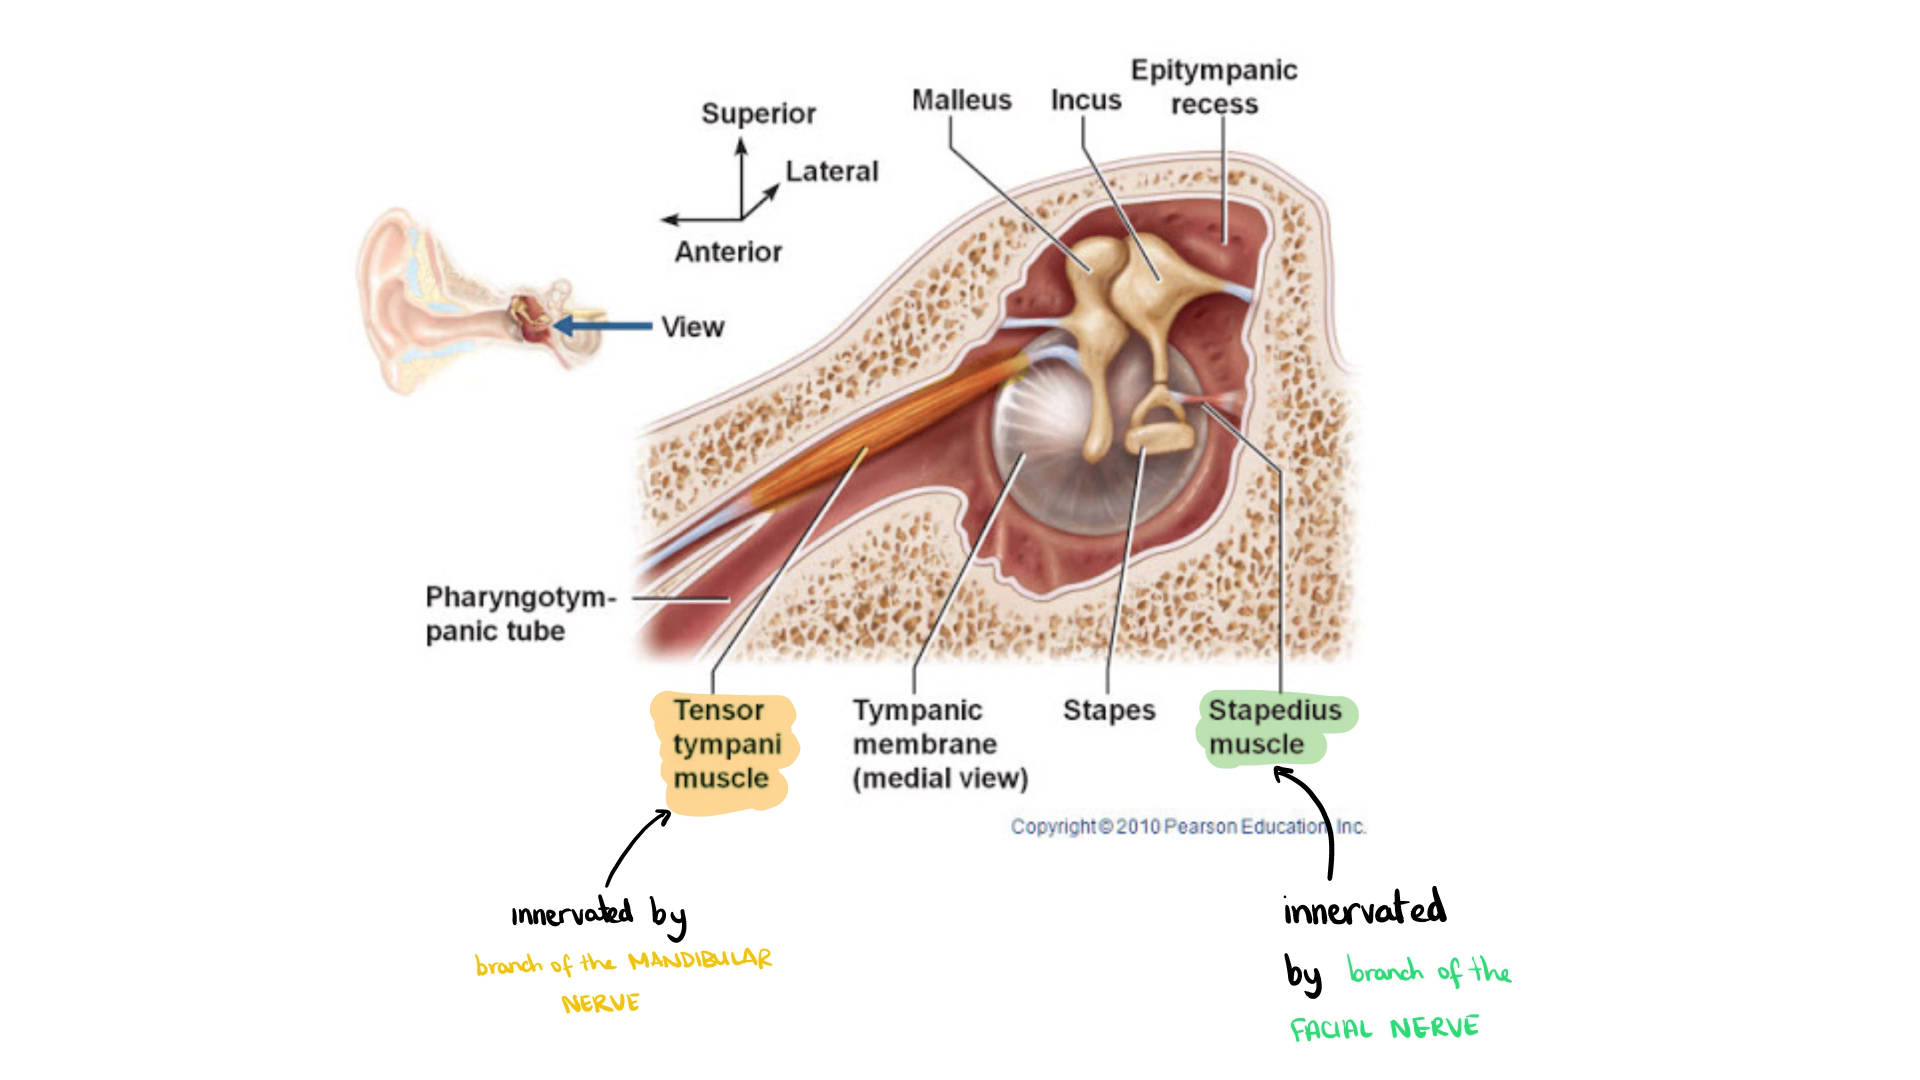 Epitympanic
recess
Malleus
Incus
Superior
Lateral
Anterior
View
Pharyngotym-
panic tube
Tensor
tympani
muscle
Tympanic
membrane
(medial view)
Stapes
Stapedius
muscle
Copyright © 2010 Pearson Education, Inc.
innervated by
branch of the MANDIBULAR
NERVE
innervated
by branch of the
FACIAL NERVE